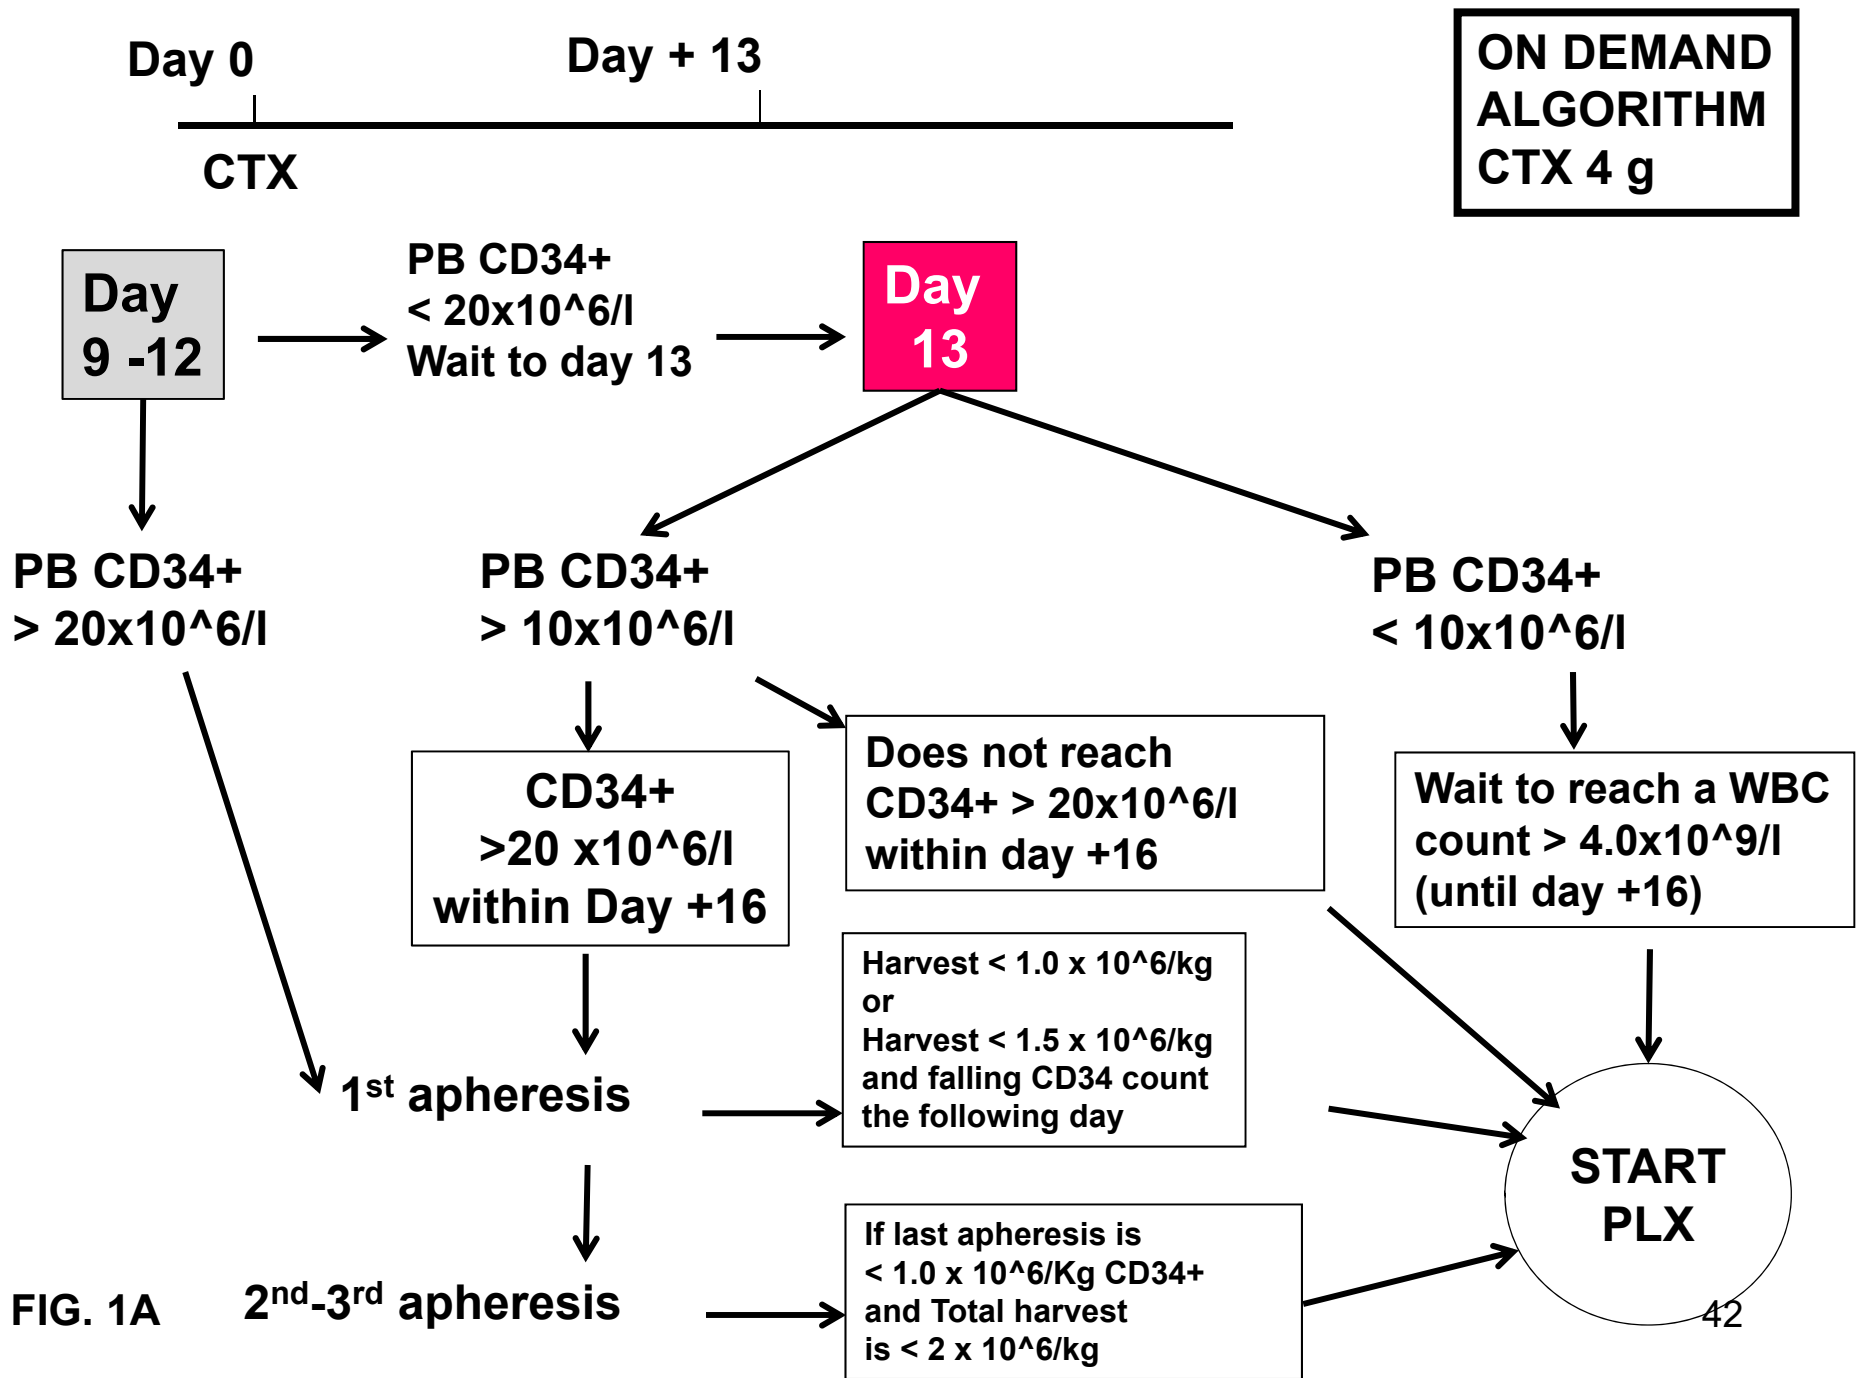 Day 0
Day + 13
CTX
ON DEMAND
ALGORITHM
CTX 4 g
Day
9 -12
PB CD34+
< 20x10^6/l
Wait to day 13
Day
13
PB CD34+
> 20x10^6/l
PB CD34+
> 10x10^6/l
PB CD34+
< 10x10^6/l
CD34+
>20 x10^6/l
within Day +16
Does not reach
CD34+ > 20x10^6/l
within day +16
Wait to reach a WBC
count > 4.0x10^9/l
(until day +16)
1st apheresis
Harvest < 1.0 x 10^6/kg
or
Harvest < 1.5 x 10^6/kg
and falling CD34 count
the following day
START
PLX
2nd-3rd apheresis
If last apheresis is
< 1.0 x 10^6/Kg CD34+
and Total harvest
is < 2 x 10^6/kg
FIG. 1A
42